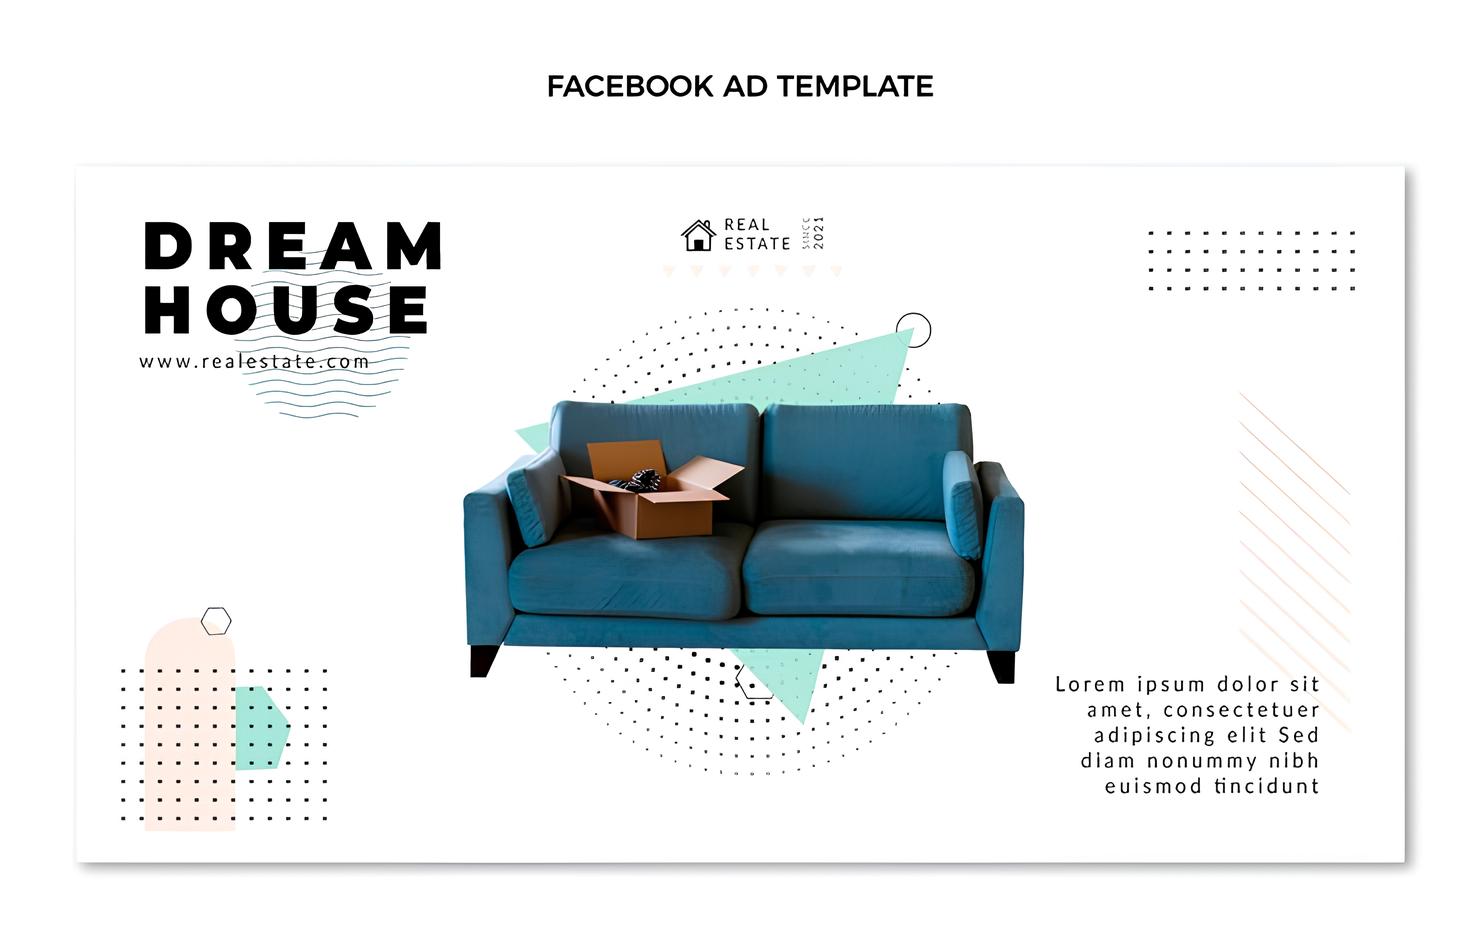 FACEBOOK AD TEMPLATE
DREAM
HOUSE
www.realestate.com
REAL
ESTATE
SINCE
2021
Lorem ipsum dolor sit
amet, consectetuer
adipiscing elit Sed
diam nonummy nibh
euismod tincidunt